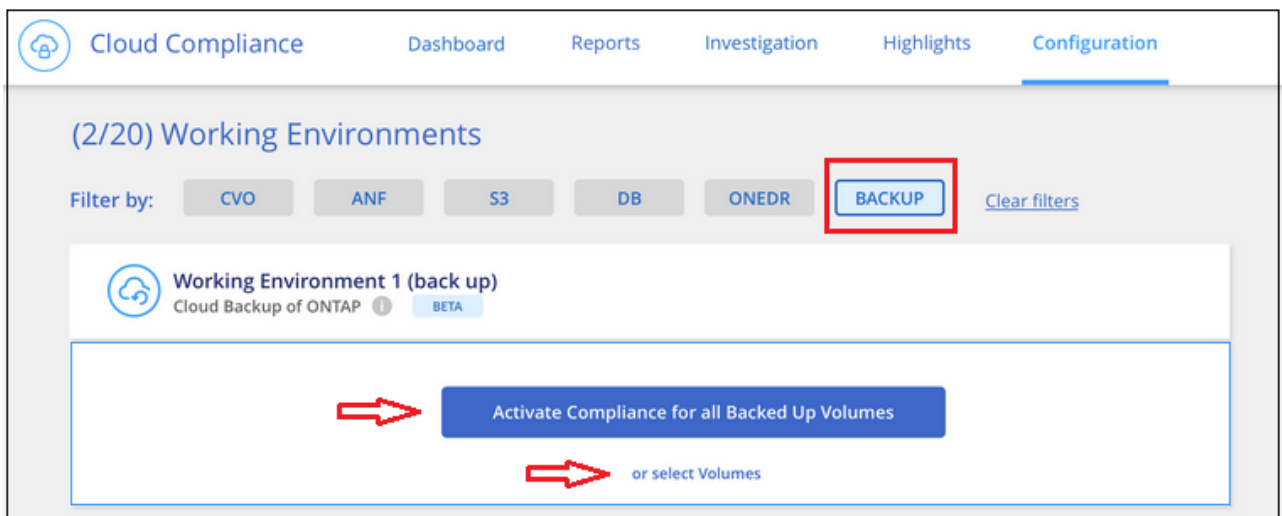 Cloud Compliance Dashboard Reports Investigation Highlights Configuration
(2/20) Working Environments
Filter by: CVO ANF S3 DB ONEDR BACKUP Clear filters
Working Environment 1 (back up)
Cloud Backup of ONTAP i BETA
Activate Compliance for all Backed Up Volumes
or select Volumes